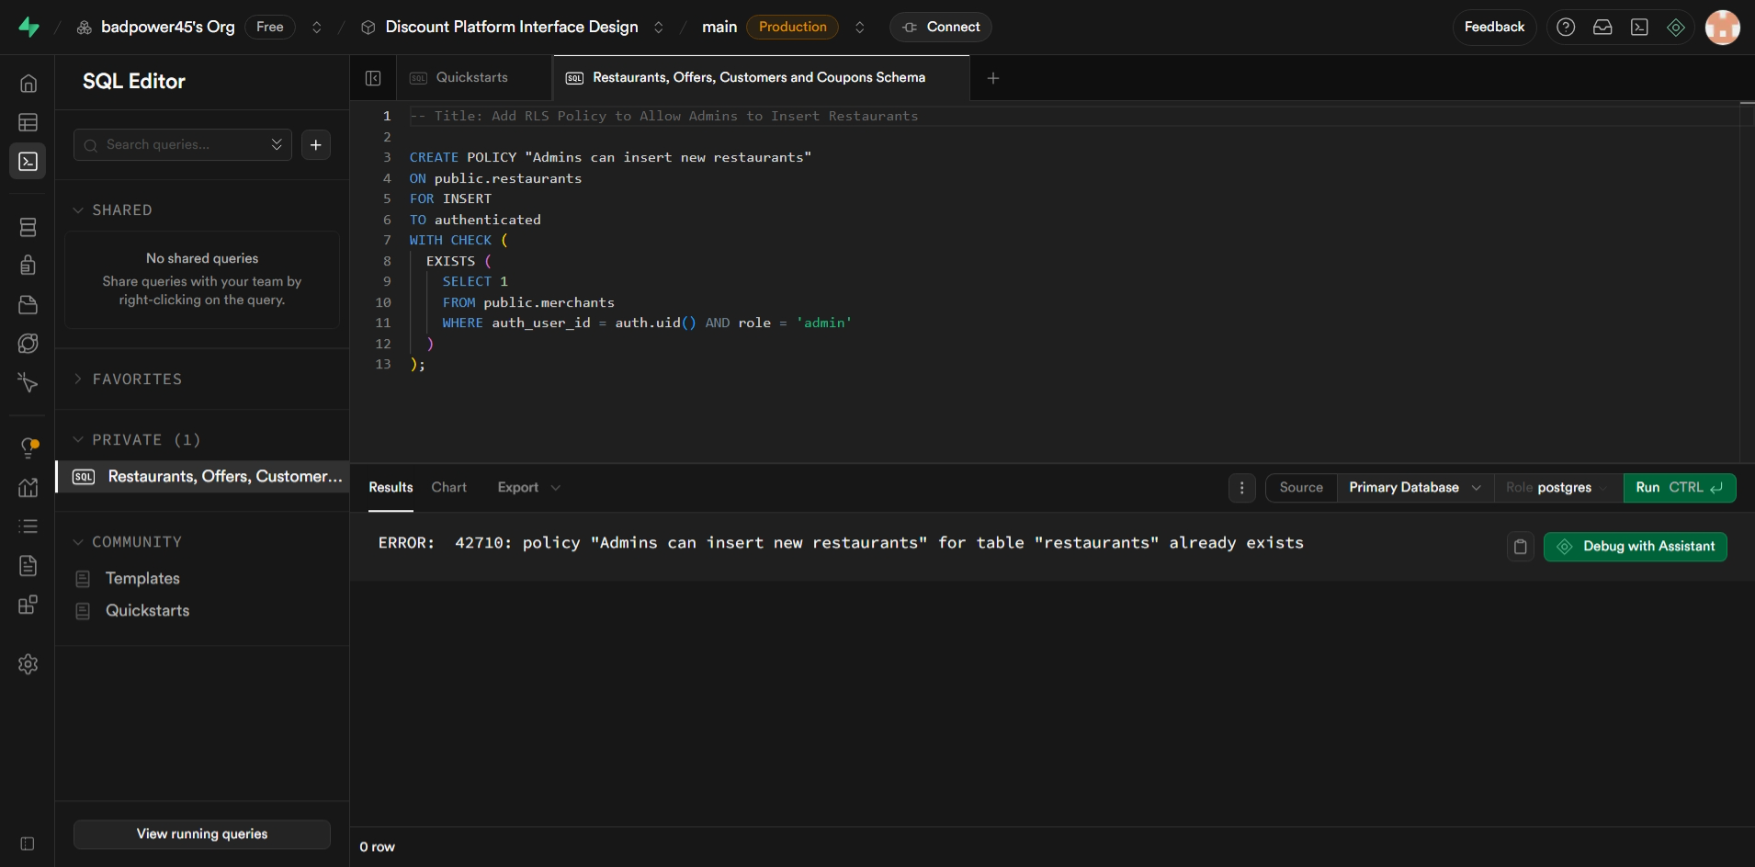 badpower45's Org Free Discount Platform Interface Design main Production Connect Feedback
SQL Editor
Search queries...
SHARED
No shared queries
Share queries with your team by
right-clicking on the query.
FAVORITES
PRIVATE (1)
SQL Restaurants, Offers, Customer...
COMMUNITY
Templates
Quickstarts
View running queries
SQL Quickstarts SQL Restaurants, Offers, Customers and Coupons Schema
1 -- Title: Add RLS Policy to Allow Admins to Insert Restaurants
2
3 CREATE POLICY "Admins can insert new restaurants"
4 ON public.restaurants
5 FOR INSERT
6 TO authenticated
7 WITH CHECK (
8 EXISTS (
9 SELECT 1
10 FROM public.merchants
11 WHERE auth_user_id = auth.uid() AND role = 'admin'
12 )
13 );
Results Chart Export Source Primary Database Role postgres Run CTRL
ERROR: 42710: policy "Admins can insert new restaurants" for table "restaurants" already exists
Debug with Assistant
0 row